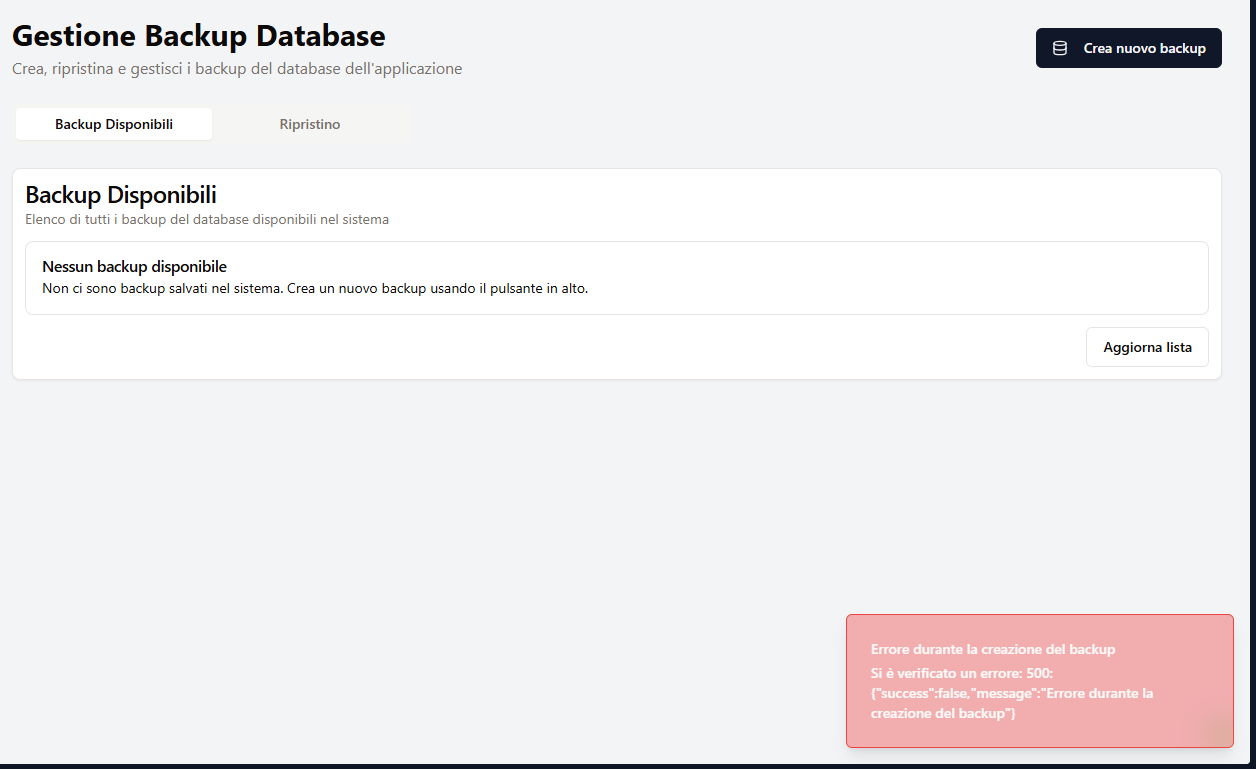 Gestione Backup Database
Crea, ripristina e gestisci i backup del database dell'applicazione
Crea nuovo backup
Backup Disponibili
Ripristino
Backup Disponibili
Elenco di tutti i backup del database disponibili nel sistema
Nessun backup disponibile
Non ci sono backup salvati nel sistema. Crea un nuovo backup usando il pulsante in alto.
Aggiorna lista
Errore durante la creazione del backup
Si è verificato un errore: 500:
{"success":false,"message":"Errore durante la
creazione del backup"}